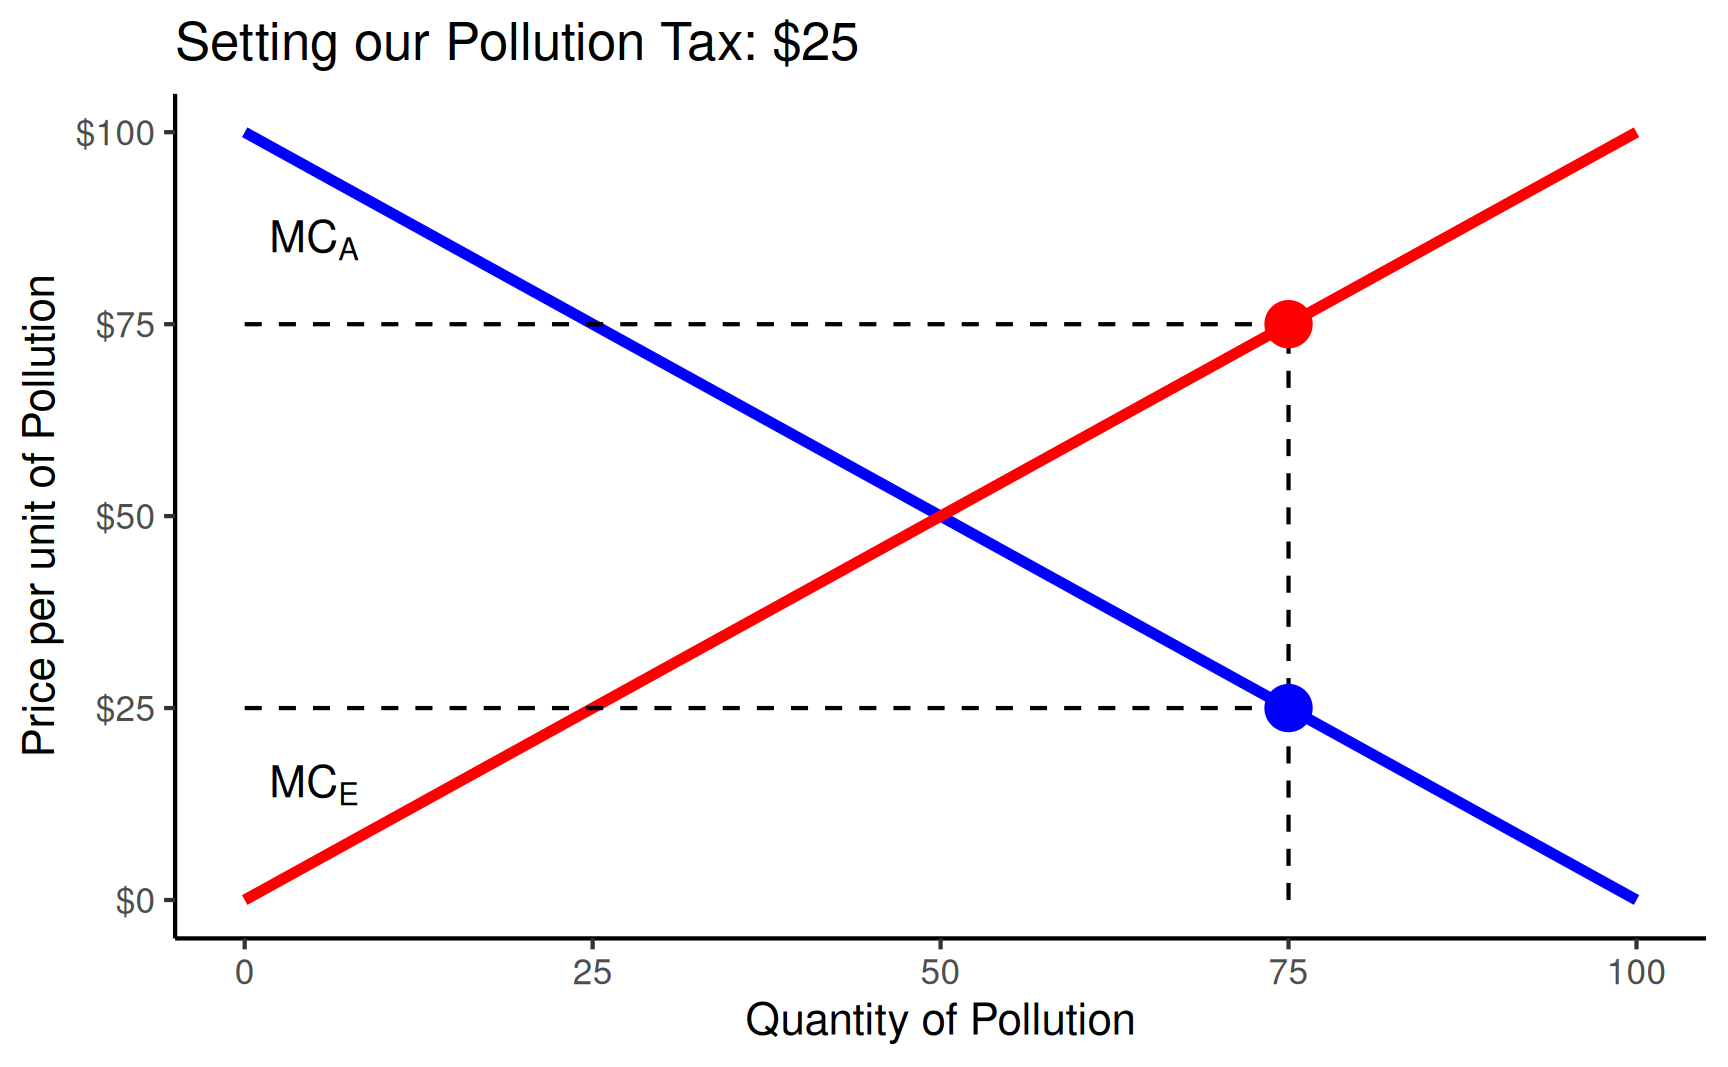 Setting our Pollution Tax: $25
Price per unit of Pollution
$100
$75
$50
$25
$0
MCA
MCE
0 25 50 75 100
Quantity of Pollution